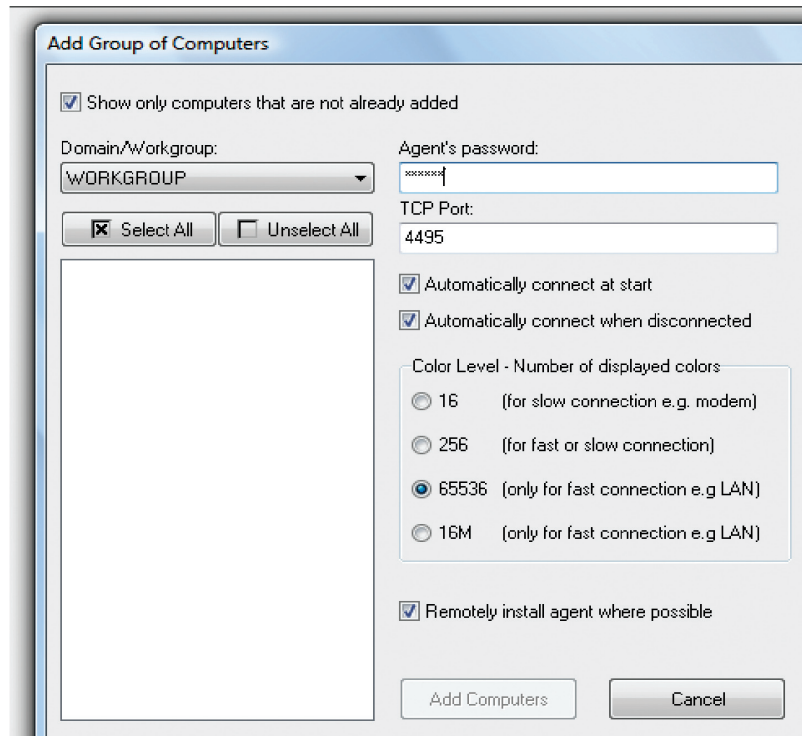 Add Group of Computers
Show only computers that are not already added
Domain/Workgroup:
WORKGROUP
Select All
Unselect All
Agent's password:
******
TCP Port:
4495
Automatically connect at start
Automatically connect when disconnected
Color Level - Number of displayed colors
16 (for slow connection e.g. modem)
256 (for fast or slow connection)
65536 (only for fast connection e.g LAN)
16M (only for fast connection e.g LAN)
Remotely install agent where possible
Add Computers
Cancel